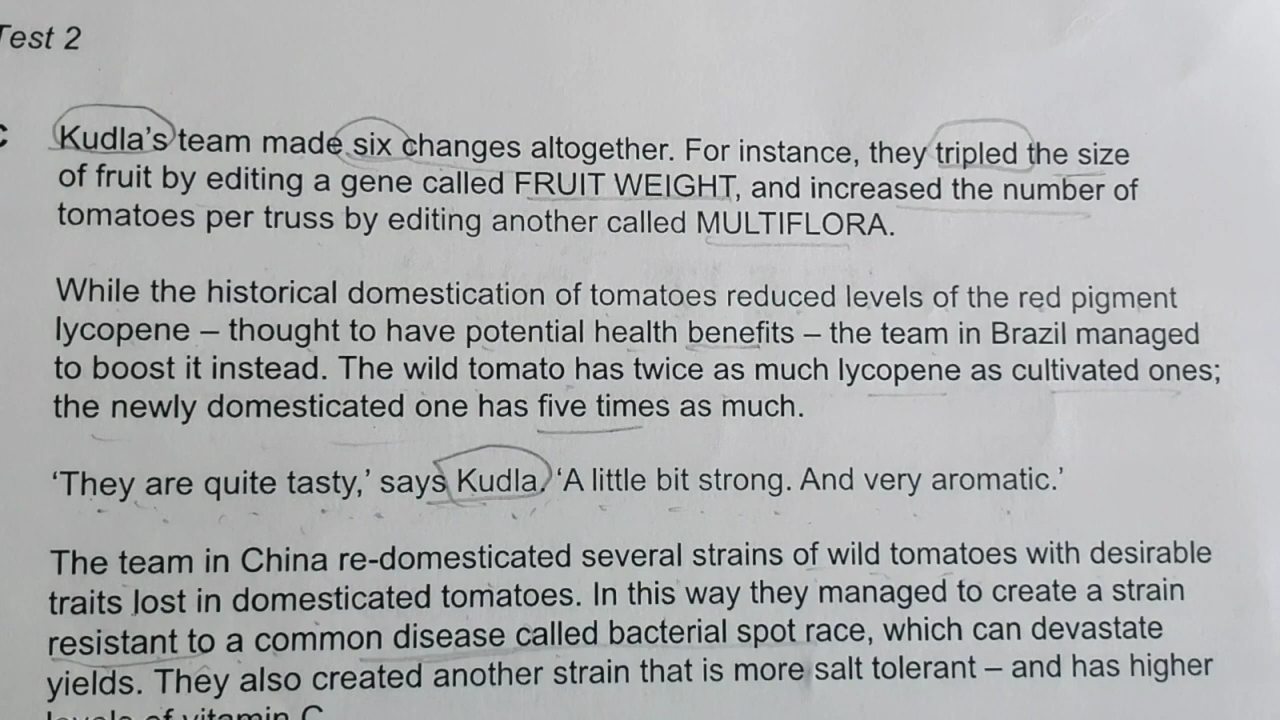 Test 2
C Kudla's team made six changes altogether. For instance, they tripled the size
of fruit by editing a gene called FRUIT WEIGHT, and increased the number of
tomatoes per truss by editing another called MULTIFLORA.
While the historical domestication of tomatoes reduced levels of the red pigment
lycopene – thought to have potential health benefits – the team in Brazil managed
to boost it instead. The wild tomato has twice as much lycopene as cultivated ones;
the newly domesticated one has five times as much.
'They are quite tasty,' says Kudla. 'A little bit strong. And very aromatic.'
The team in China re-domesticated several strains of wild tomatoes with desirable
traits lost in domesticated tomatoes. In this way they managed to create a strain
resistant to a common disease called bacterial spot race, which can devastate
yields. They also created another strain that is more salt tolerant – and has higher
levels of vitamin C